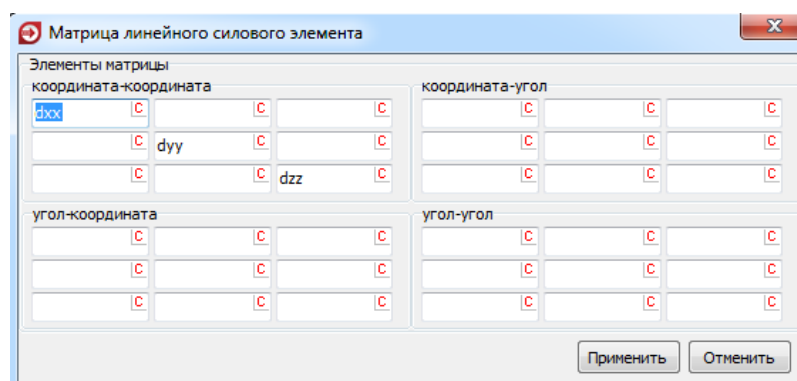 Матрица линейного силового элемента
Элементы матрицы
координата-координата
координата-угол
dxx C C C C C C
C dyy C C C C C
C C dzz C C C C
угол-координата
угол-угол
C C C C C C
C C C C C C
C C C C C C
Применить Отменить